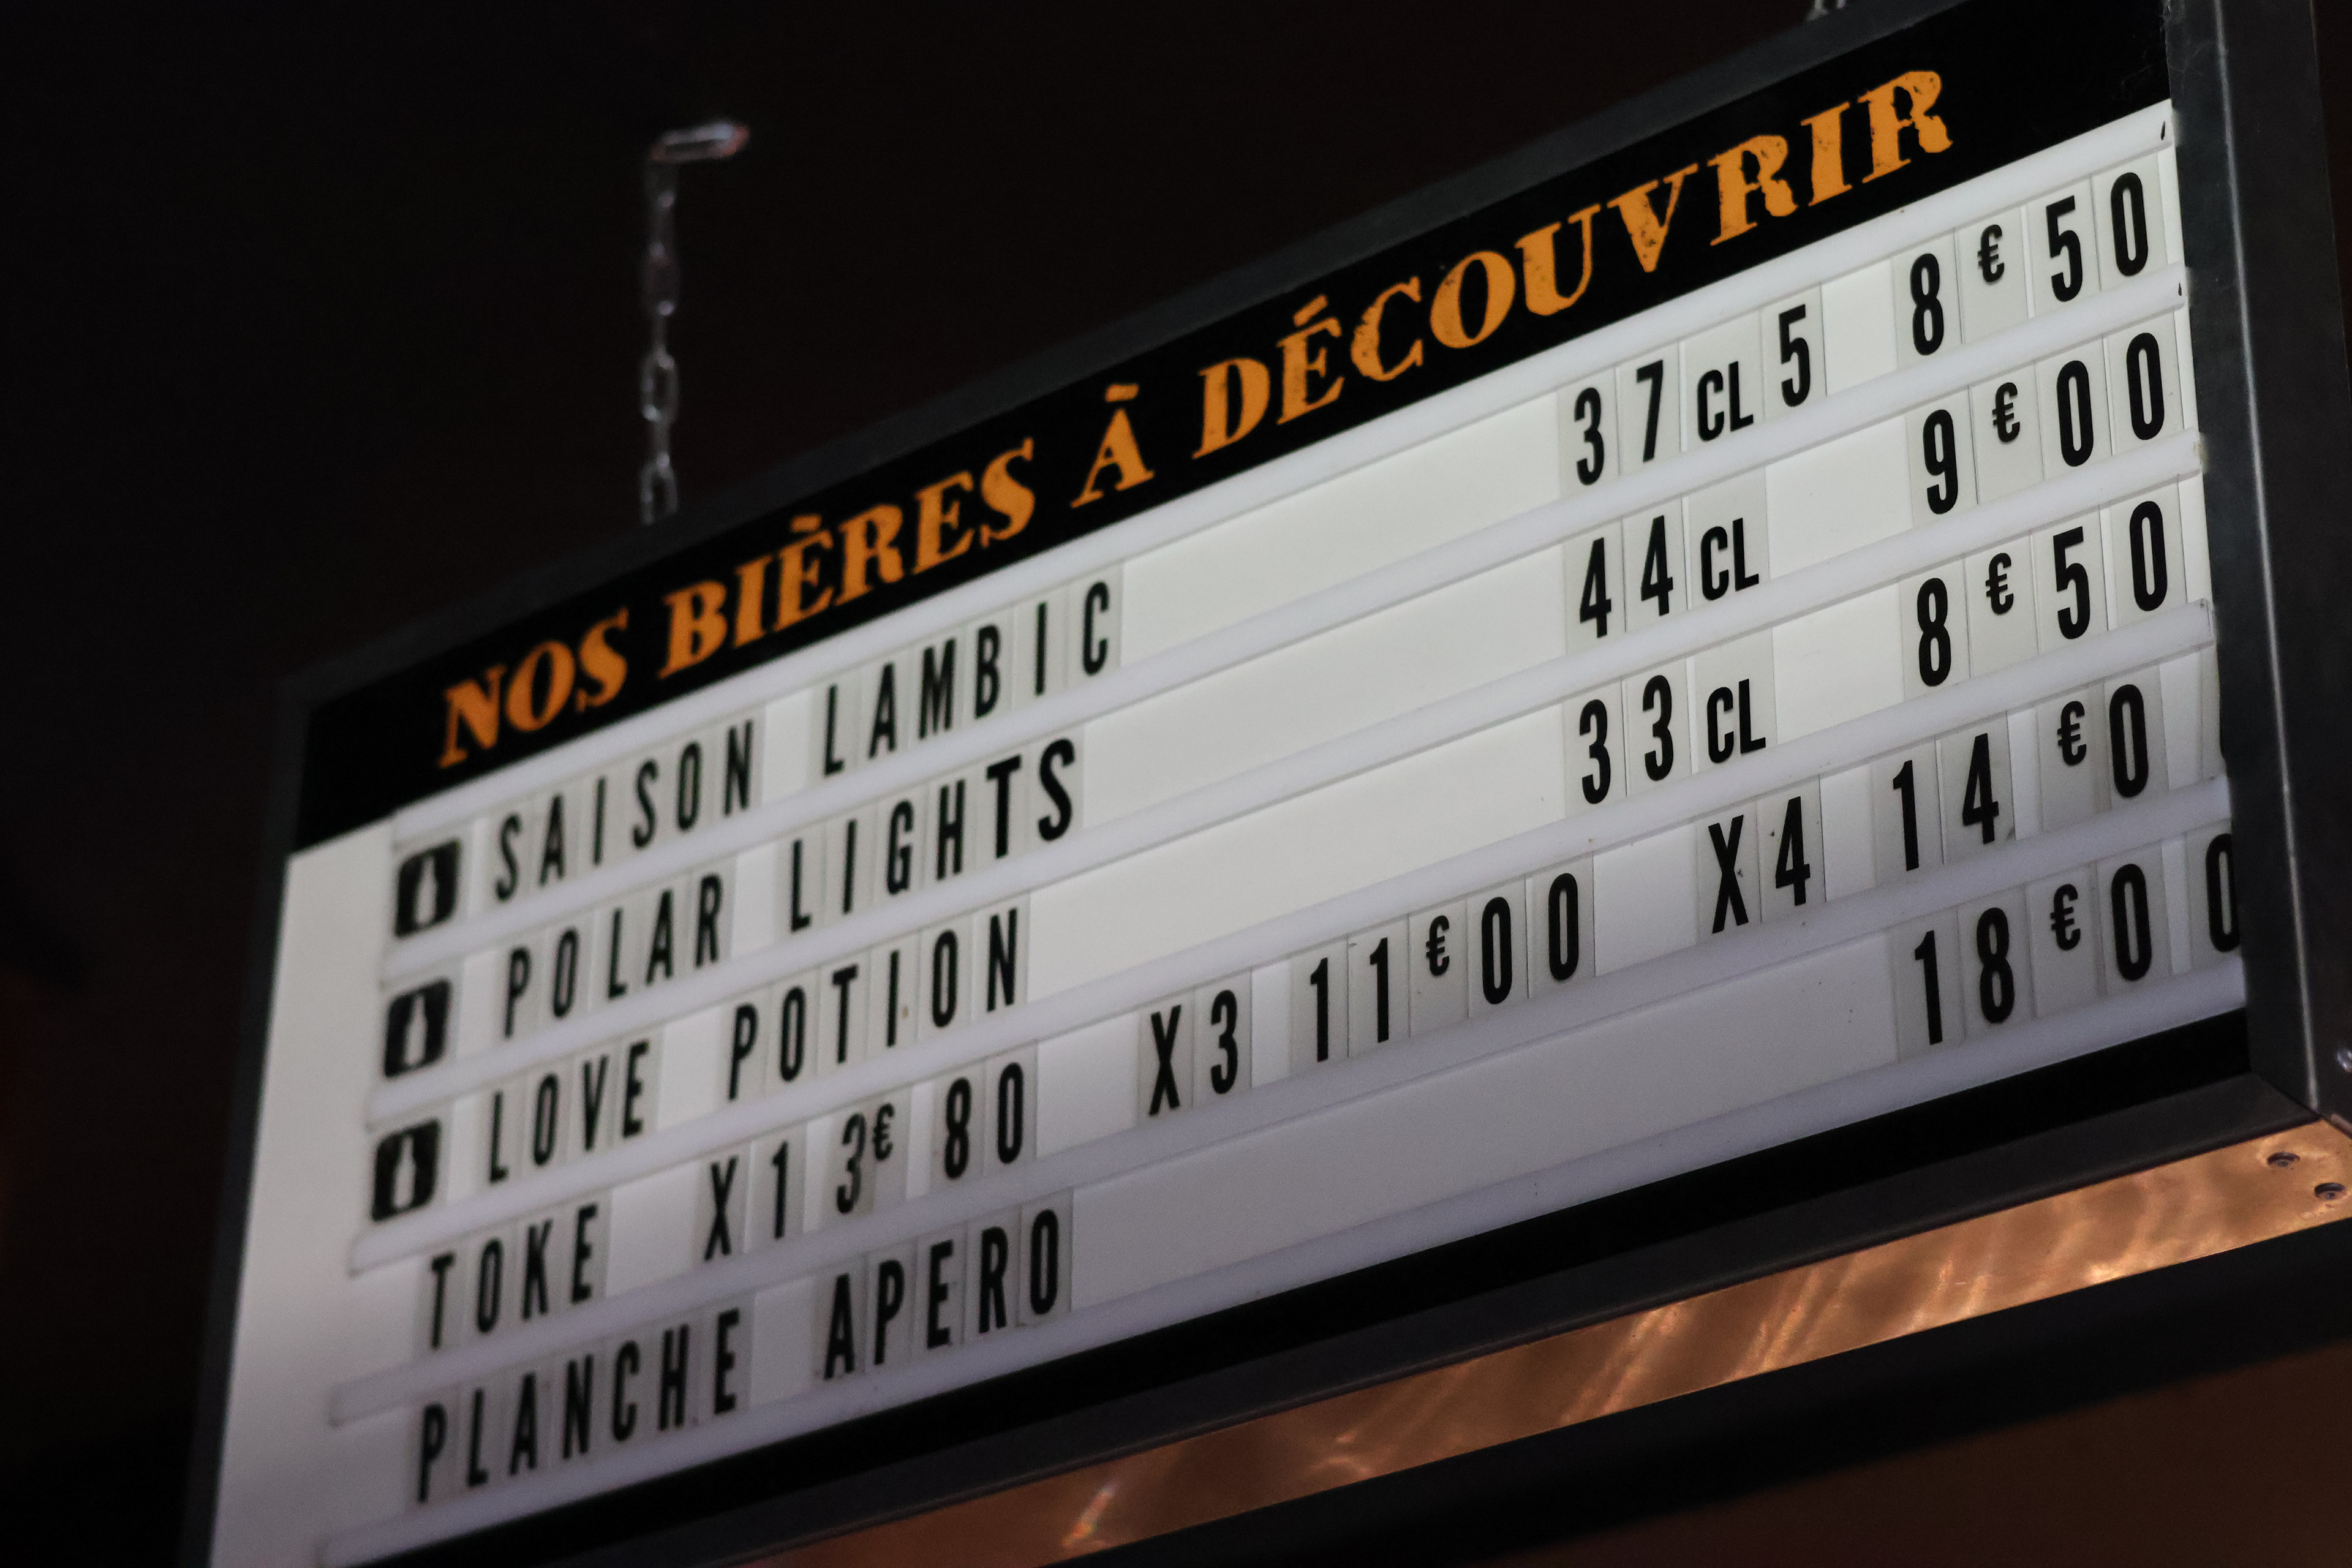 NOS BIÈRES À DÉCOUVRIR
SAISON LAMBIC 37CL5 8€50
POLAR LIGHTS 44CL 9€00
LOVE POTION 33CL 8€50
TOKE X1 3€80 X3 11€00 X4 14€0
PLANCHE APERO 18€00 0